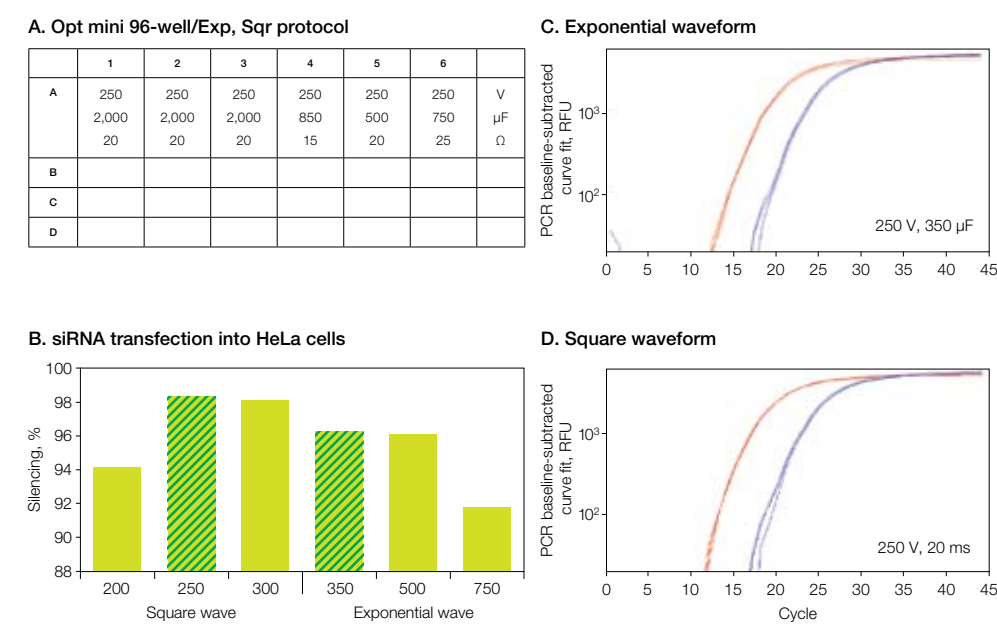 A. Opt mini 96-well/Exp, Sqr protocol
1 2 3 4 5 6
A 250 250 250 250 250 250 V
2,000 2,000 2,000 850 500 750 µF
20 20 20 15 20 25 Ω
B
C
D
B. siRNA transfection into HeLa cells
Silencing, %
100
98
96
94
92
90
88
200 250 300 350 500 750
Square wave Exponential wave
C. Exponential waveform
PCR baseline-subtracted
curve fit, RFU
10³
10²
250 V, 350 µF
0 5 10 15 20 25 30 35 40 45
D. Square waveform
PCR baseline-subtracted
curve fit, RFU
10³
10²
250 V, 20 ms
0 5 10 15 20 25 30 35 40 45
Cycle